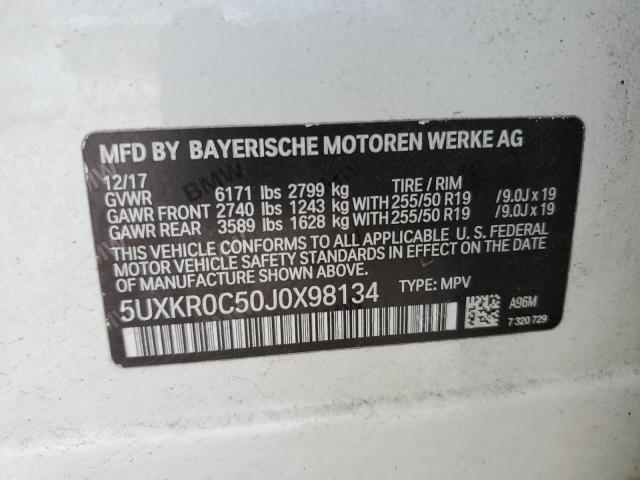 MFD BY BAYERISCHE MOTOREN WERKE AG
12/17 TIRE / RIM
GVWR 6171 lbs 2799 kg
GAWR FRONT 2740 lbs 1243 kg WITH 255/50 R19 /9.0J x 19
GAWR REAR 3589 lbs 1628 kg WITH 255/50 R19 /9.0J x 19
THIS VEHICLE CONFORMS TO ALL APPLICABLE U. S. FEDERAL
MOTOR VEHICLE SAFETY STANDARDS IN EFFECT ON THE DATE
OF MANUFACTURE SHOWN ABOVE.
5UXKR0C50J0X98134 TYPE: MPV
A96M
7 320 729